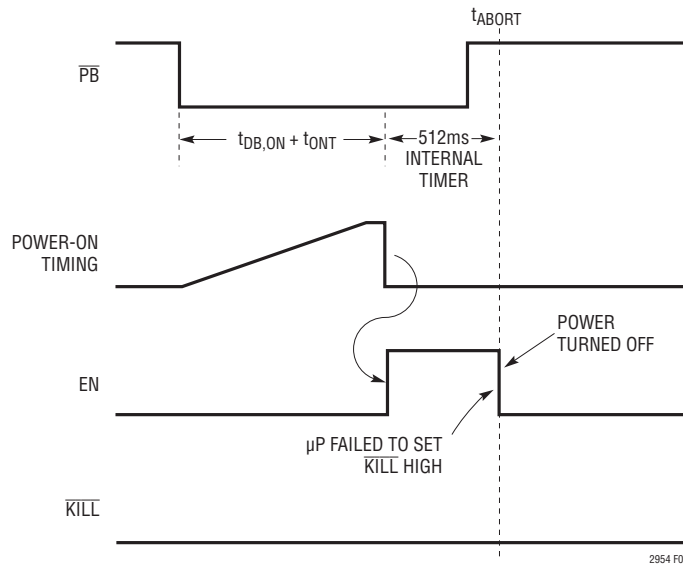 tABORT
PB
tDB,ON + tONT
512ms
INTERNAL
TIMER
POWER-ON
TIMING
POWER
TURNED OFF
EN
µP FAILED TO SET
KILL HIGH
KILL
2954 F0